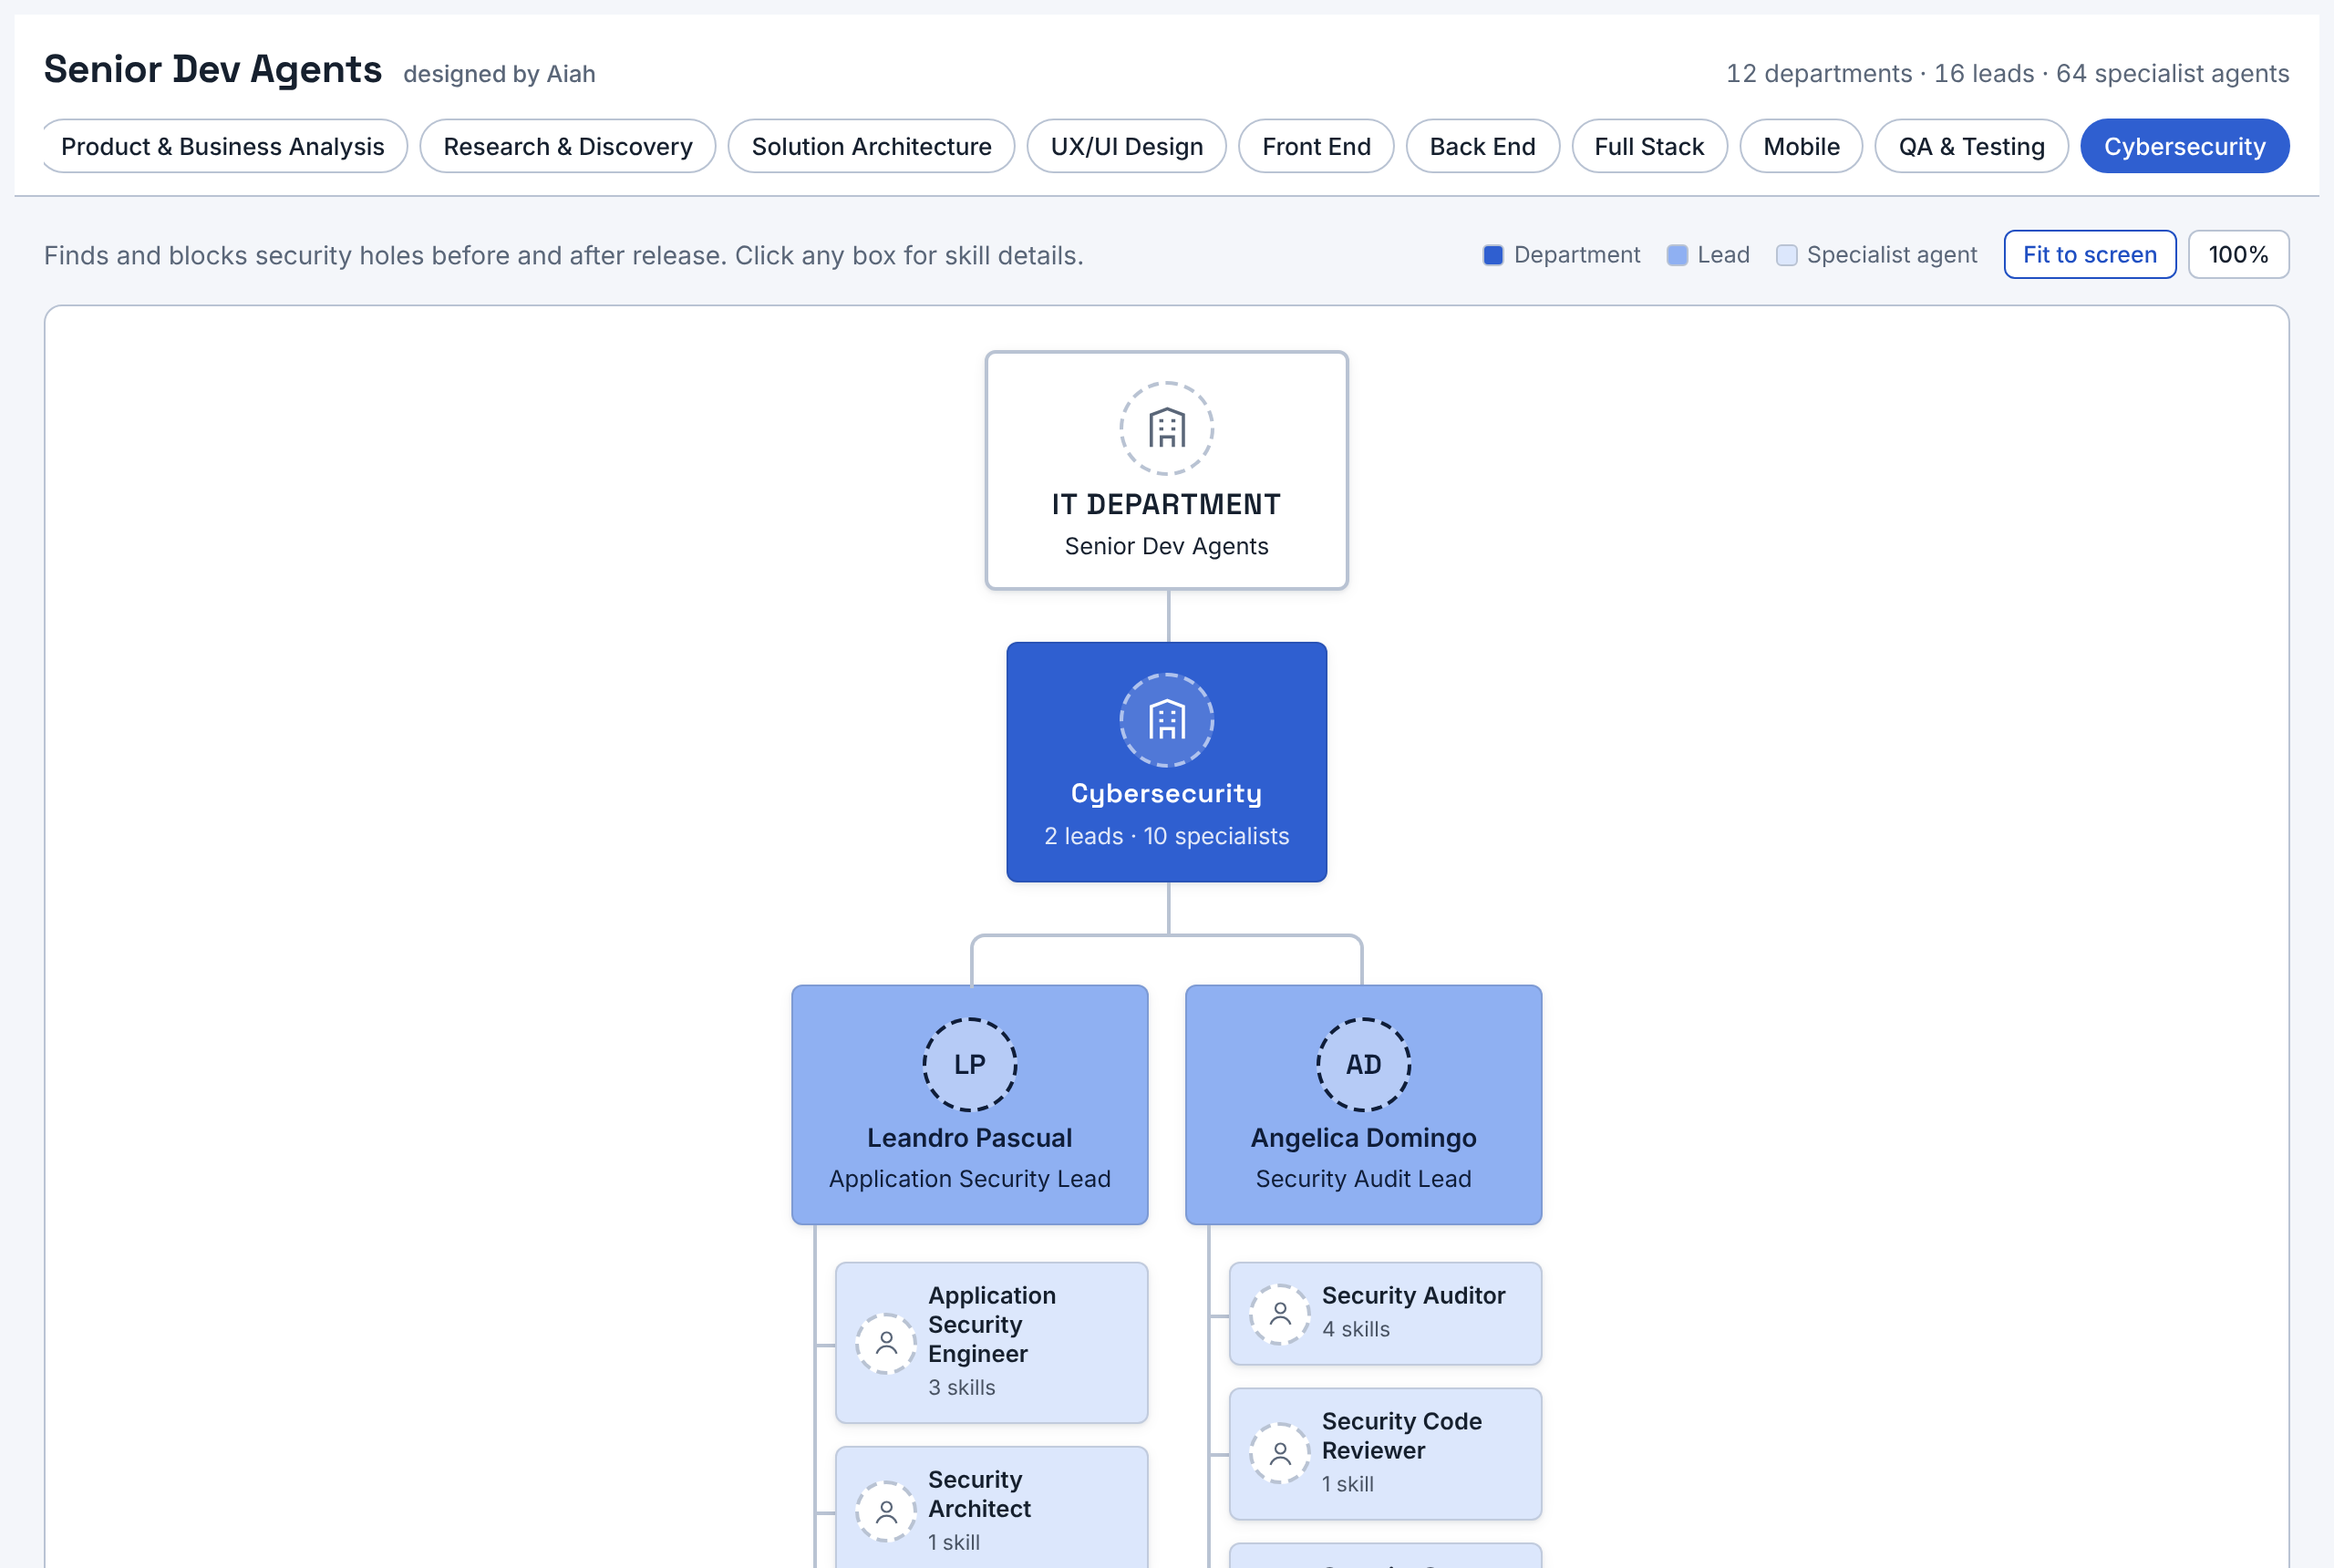 Senior Dev Agents designed by Aiah
12 departments · 16 leads · 64 specialist agents
Product & Business Analysis
Research & Discovery
Solution Architecture
UX/UI Design
Front End
Back End
Full Stack
Mobile
QA & Testing
Cybersecurity
Finds and blocks security holes before and after release. Click any box for skill details.
Department
Lead
Specialist agent
Fit to screen
100%
IT DEPARTMENT
Senior Dev Agents
Cybersecurity
2 leads · 10 specialists
LP
Leandro Pascual
Application Security Lead
AD
Angelica Domingo
Security Audit Lead
Application
Security
Engineer
3 skills
Security
Architect
1 skill
Security Auditor
4 skills
Security Code
Reviewer
1 skill